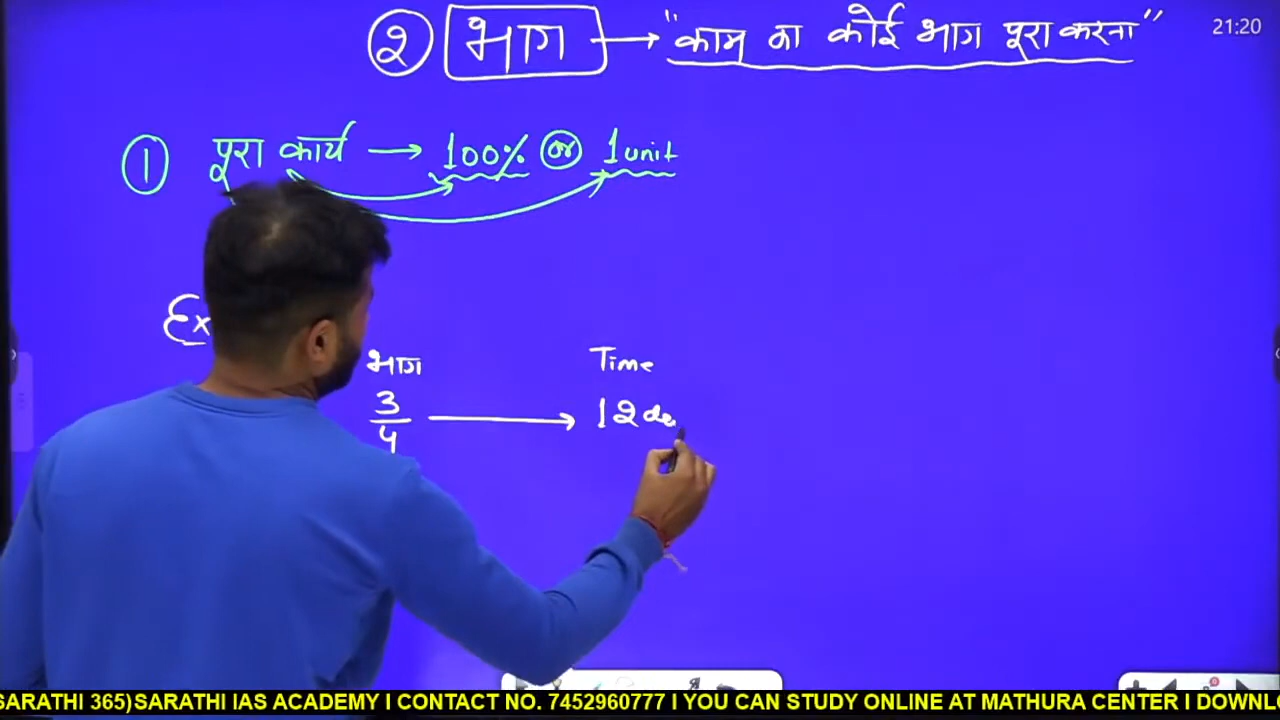 ② भाग → "काम का कोई भाग पूरा करना"
21:20
① पूरा कार्य → 100% or 1 unit
Ex
भाग Time
3/4 → 12 da
SARATHI 365)SARATHI IAS ACADEMY I CONTACT NO. 7452960777 I YOU CAN STUDY ONLINE AT MATHURA CENTER I DOWNL